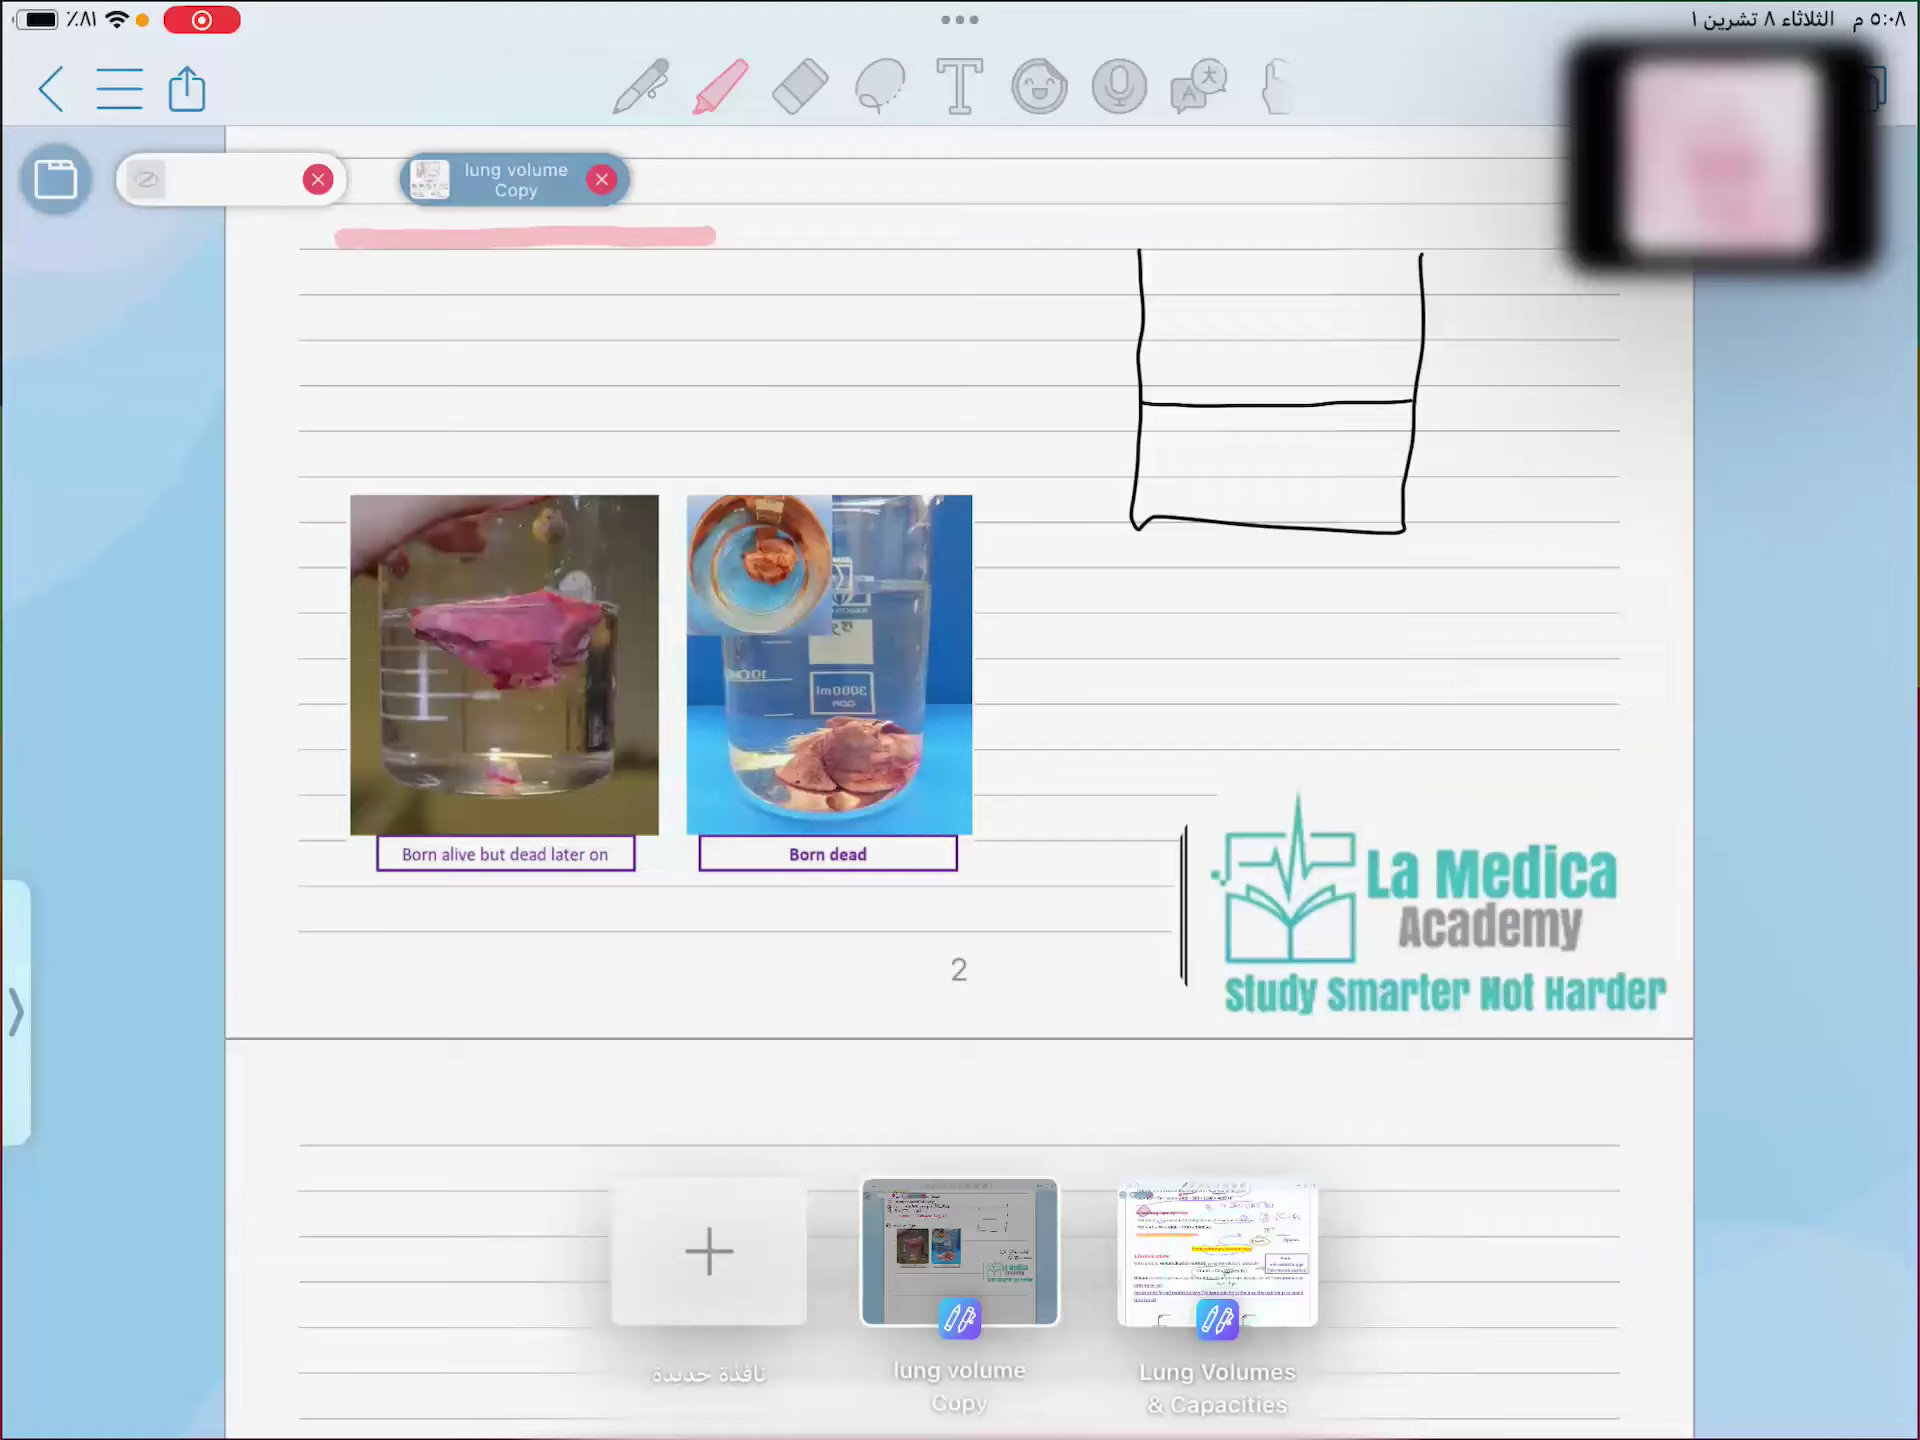 ٪٨١
٥:٠٨ م الثلاثاء ٨ تشرين ١
lung volume
Copy
3000ml
Born alive but dead later on
Born dead
La Medica
Academy
Study Smarter Not Harder
2
نافذة جديدة
lung volume
Copy
Lung Volumes
& Capacities